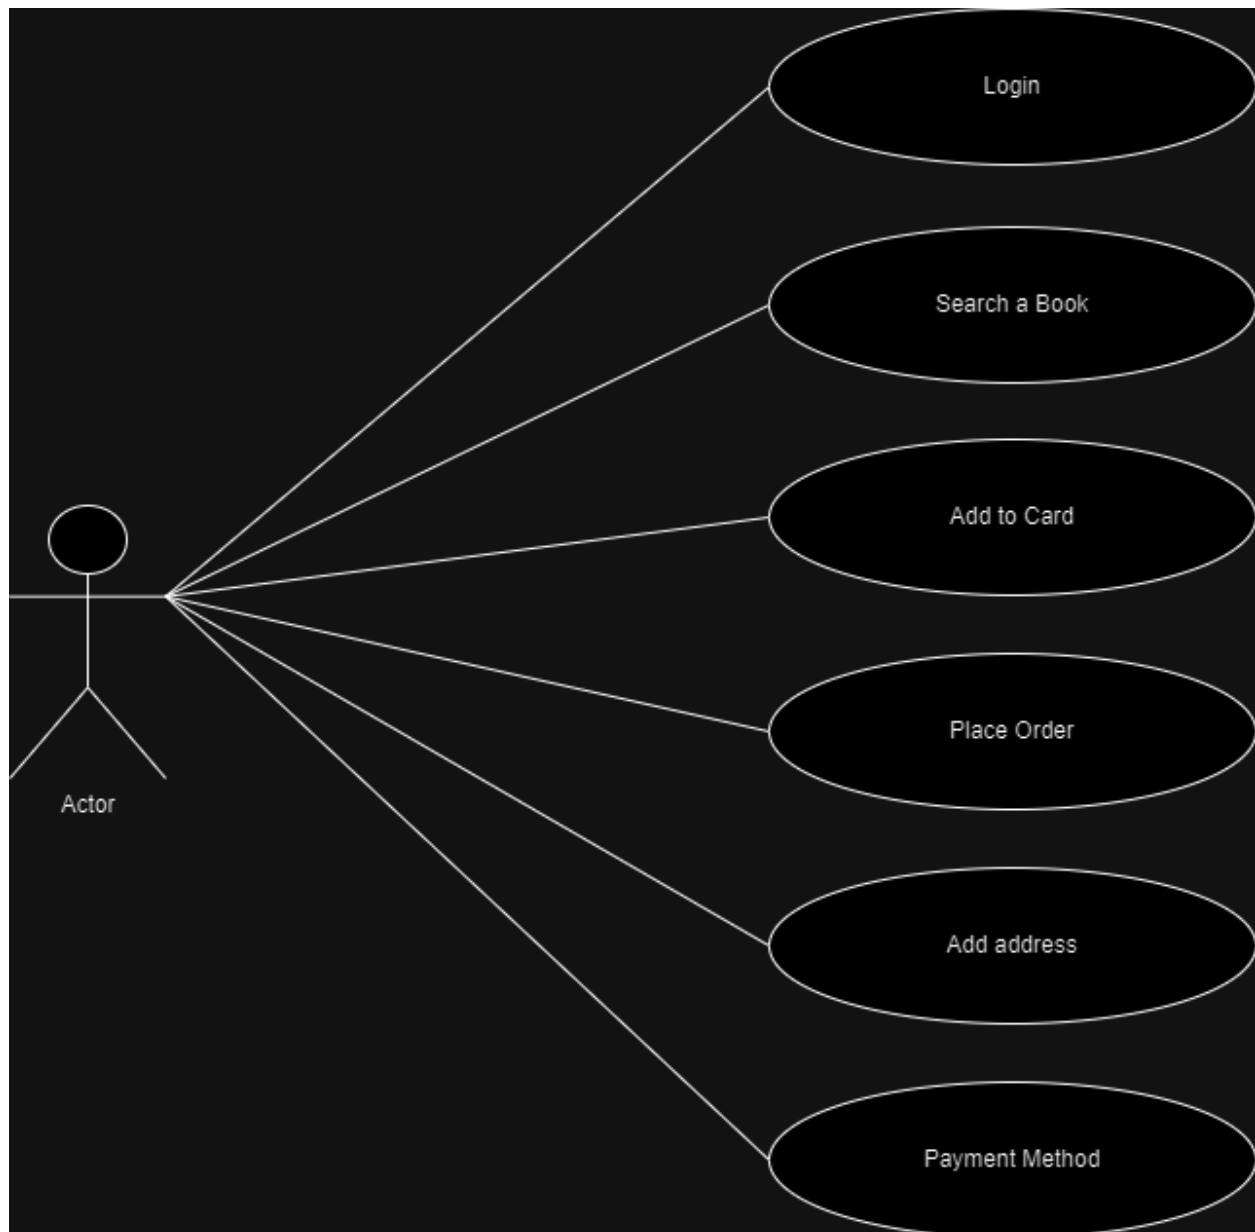 Login
Search a Book
Add to Card
Place Order
Actor
Add address
Payment Method